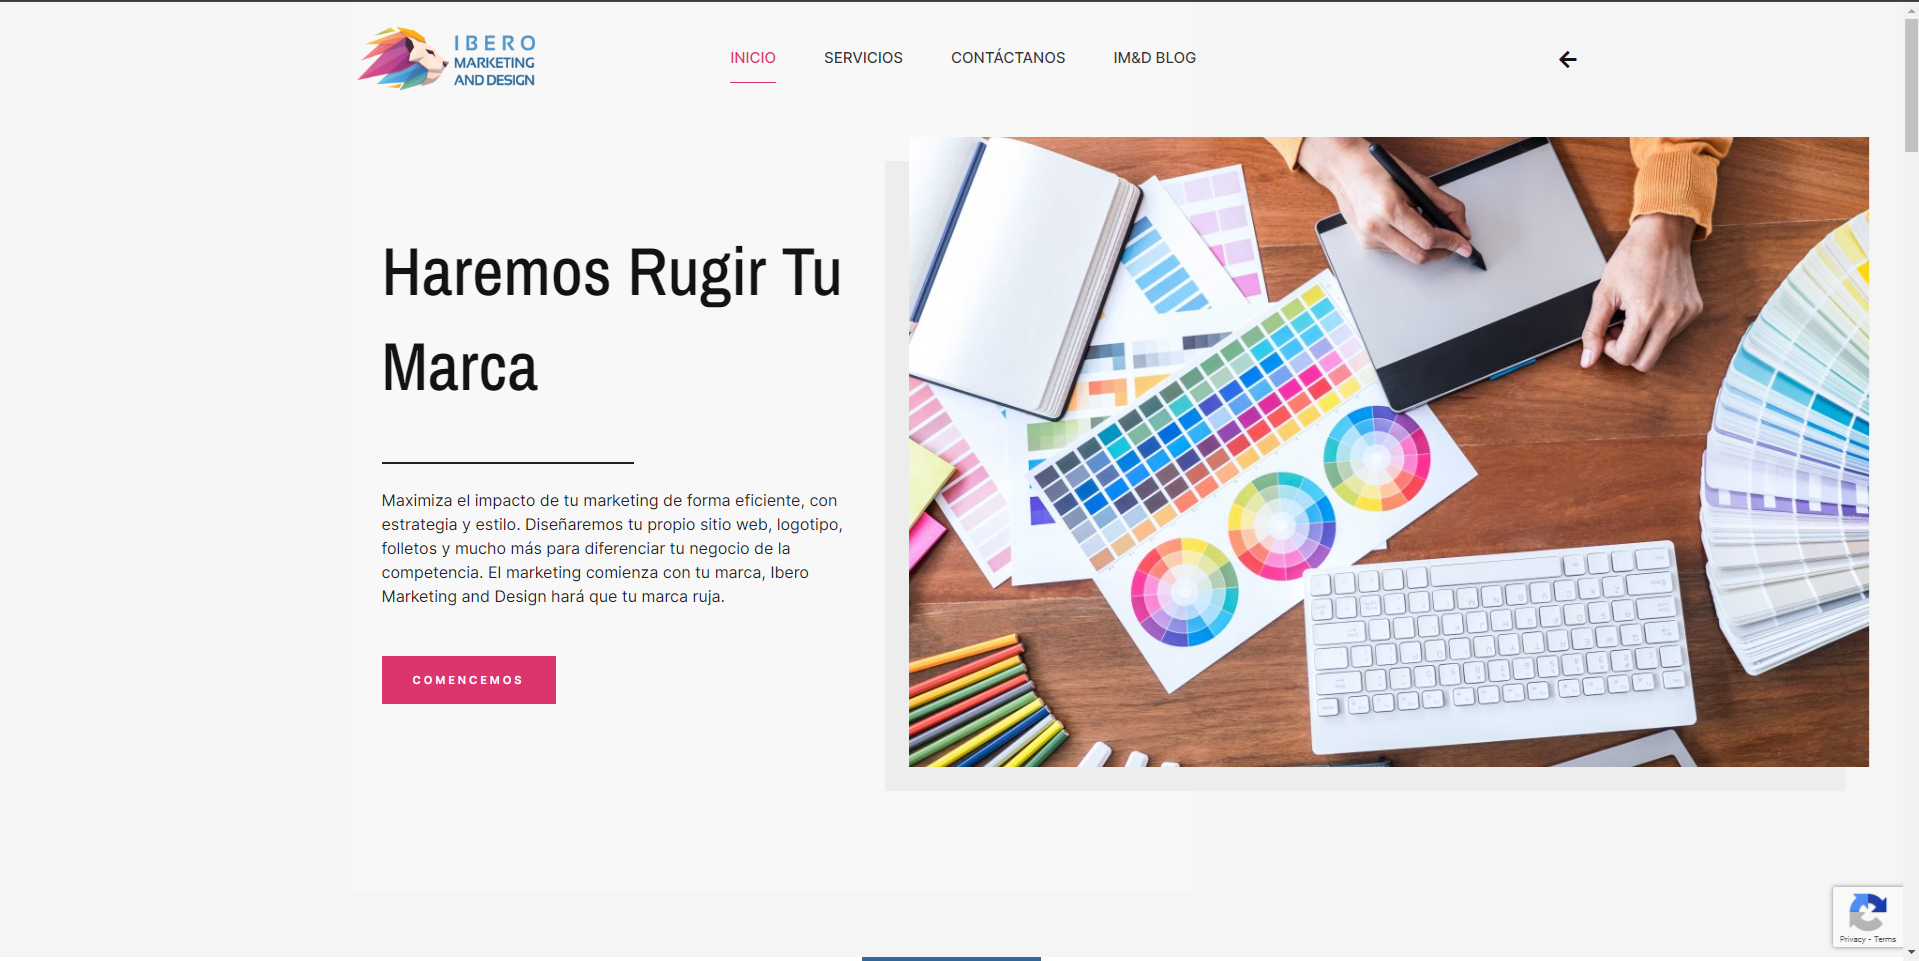 IBERO
MARKETING
AND DESIGN
INICIO
SERVICIOS
CONTÁCTANOS
IM&D BLOG
Haremos Rugir Tu
Marca
Maximiza el impacto de tu marketing de forma eficiente, con
estrategia y estilo. Diseñaremos tu propio sitio web, logotipo,
folletos y mucho más para diferenciar tu negocio de la
competencia. El marketing comienza con tu marca, Ibero
Marketing and Design hará que tu marca ruja.
COMENCEMOS
Privacy - Terms